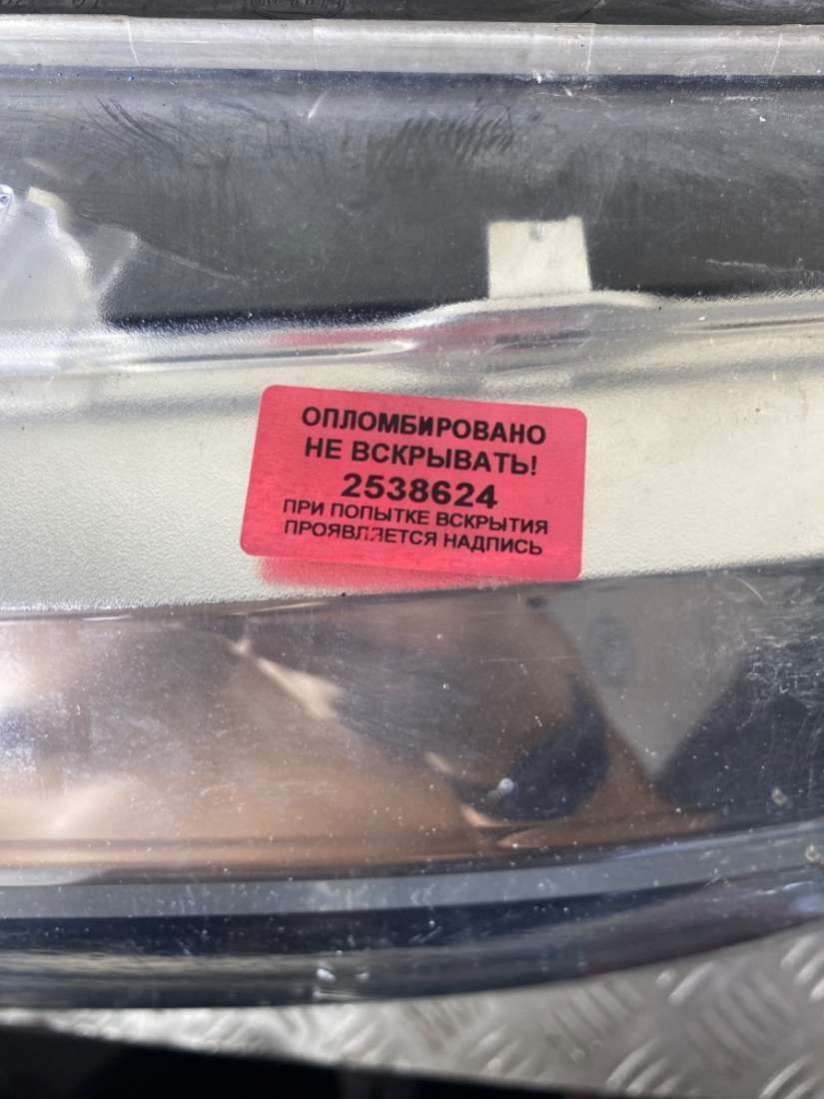 ОПЛОМБИРОВАНО
НЕ ВСКРЫВАТЬ!
2538624
ПРИ ПОПЫТКЕ ВСКРЫТИЯ
ПРОЯВЛЯЕТСЯ НАДПИСЬ